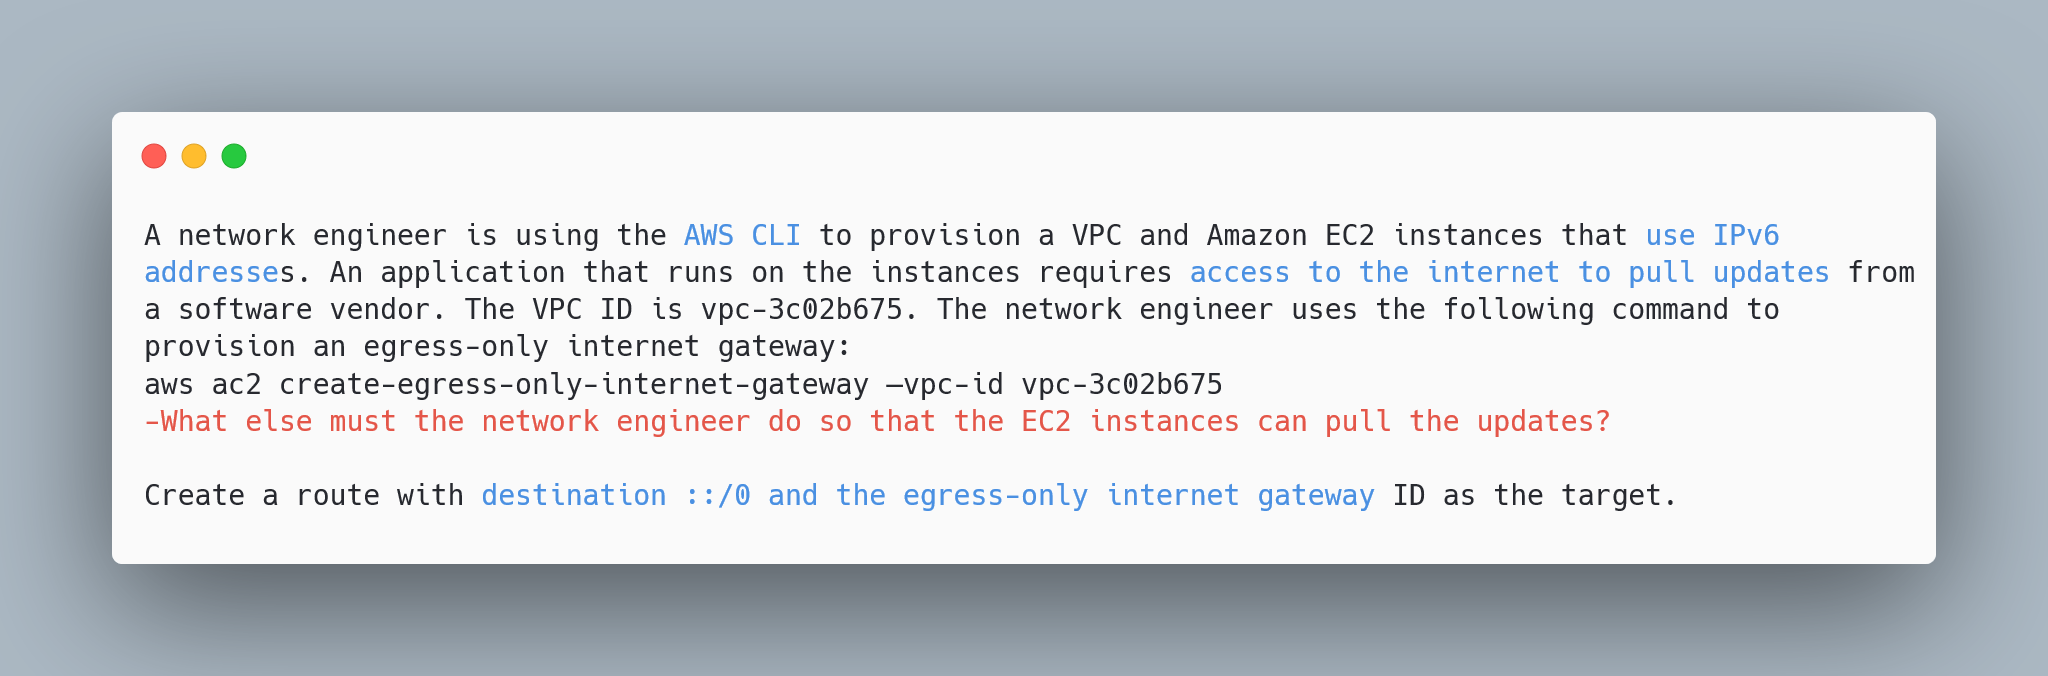 A network engineer is using the AWS CLI to provision a VPC and Amazon EC2 instances that use IPv6
addresses. An application that runs on the instances requires access to the internet to pull updates from
a software vendor. The VPC ID is vpc-3c02b675. The network engineer uses the following command to
provision an egress-only internet gateway:
aws ac2 create-egress-only-internet-gateway —vpc-id vpc-3c02b675
-What else must the network engineer do so that the EC2 instances can pull the updates?
Create a route with destination ::/0 and the egress-only internet gateway ID as the target.